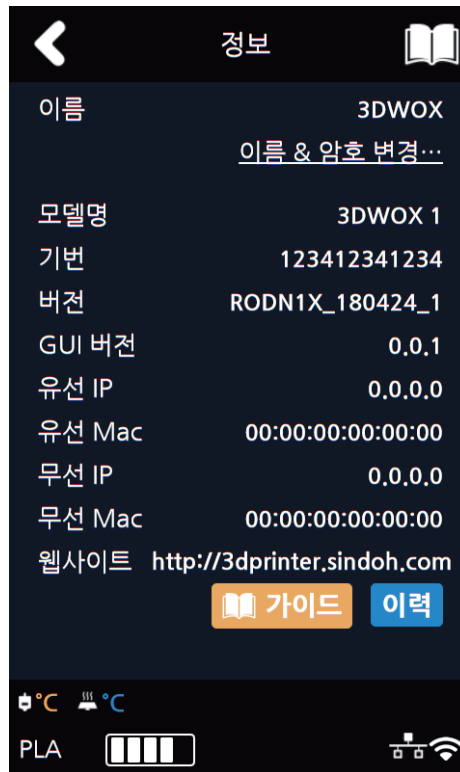 정보
이름 3DWOX
이름 & 암호 변경…
모델명 3DWOX 1
기번 123412341234
버전 RODN1X_180424_1
GUI 버전 0.0.1
유선 IP 0.0.0.0
유선 Mac 00:00:00:00:00:00
무선 IP 0.0.0.0
무선 Mac 00:00:00:00:00:00
웹사이트 http://3dprinter.sindoh.com
가이드 이력
°C °C
PLA